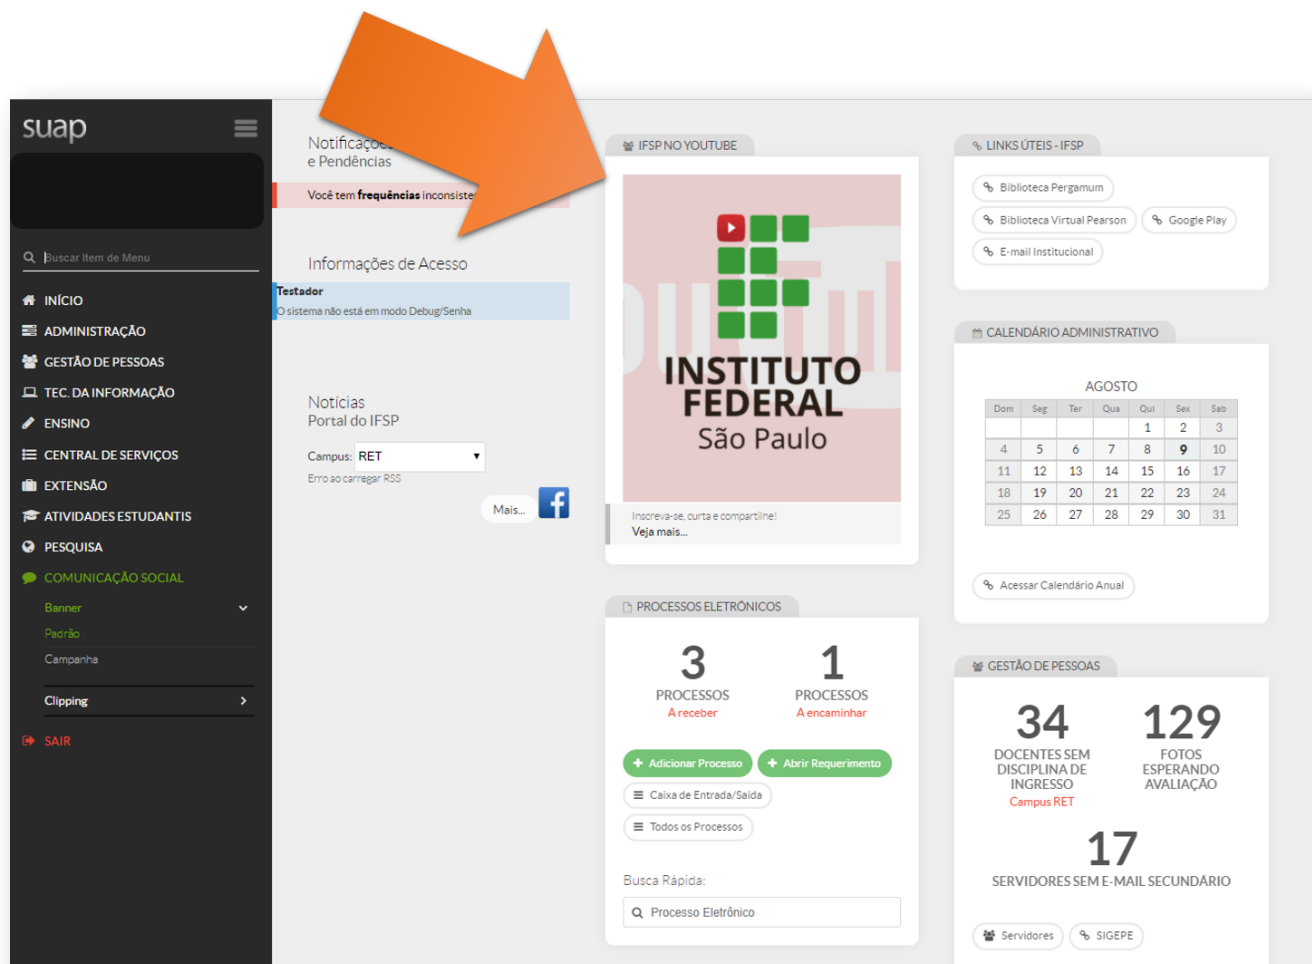 suap
Buscar Item de Menu
INÍCIO
ADMINISTRAÇÃO
GESTÃO DE PESSOAS
TEC. DA INFORMAÇÃO
ENSINO
CENTRAL DE SERVIÇOS
EXTENSÃO
ATIVIDADES ESTUDANTIS
PESQUISA
COMUNICAÇÃO SOCIAL
Banner
Padrão
Campanha
Clipping
SAIR
e Pendências
Você tem frequências
Informações de Acesso
Testador
O sistema não está em modo Debug/Senha
Notícias
Portal do IFSP
Campus: RET
Erro ao carregar RSS
Mais...
IFSP NO YOUTUBE
INSTITUTO
FEDERAL
São Paulo
Inscreva-se, curta e compartilhe!
Veja mais...
PROCESSOS ELETRÔNICOS
3 1
PROCESSOS PROCESSOS
A receber A encaminhar
Adicionar Processo Abrir Requerimento
Caixa de Entrada/Saída
Todos os Processos
Busca Rápida:
Processo Eletrônico
LINKS ÚTEIS - IFSP
Biblioteca Pergamum
Biblioteca Virtual Pearson Google Play
E-mail Institucional
CALENDÁRIO ADMINISTRATIVO
AGOSTO
Dom Seg Ter Qua Qui Sex Sab
1 2 3
4 5 6 7 8 9 10
11 12 13 14 15 16 17
18 19 20 21 22 23 24
25 26 27 28 29 30 31
Acessar Calendário Anual
GESTÃO DE PESSOAS
34 129
DOCENTES SEM FOTOS
DISCIPLINA DE ESPERANDO
INGRESSO AVALIAÇÃO
Campus RET
17
SERVIDORES SEM E-MAIL SECUNDÁRIO
Servidores SIGEPE